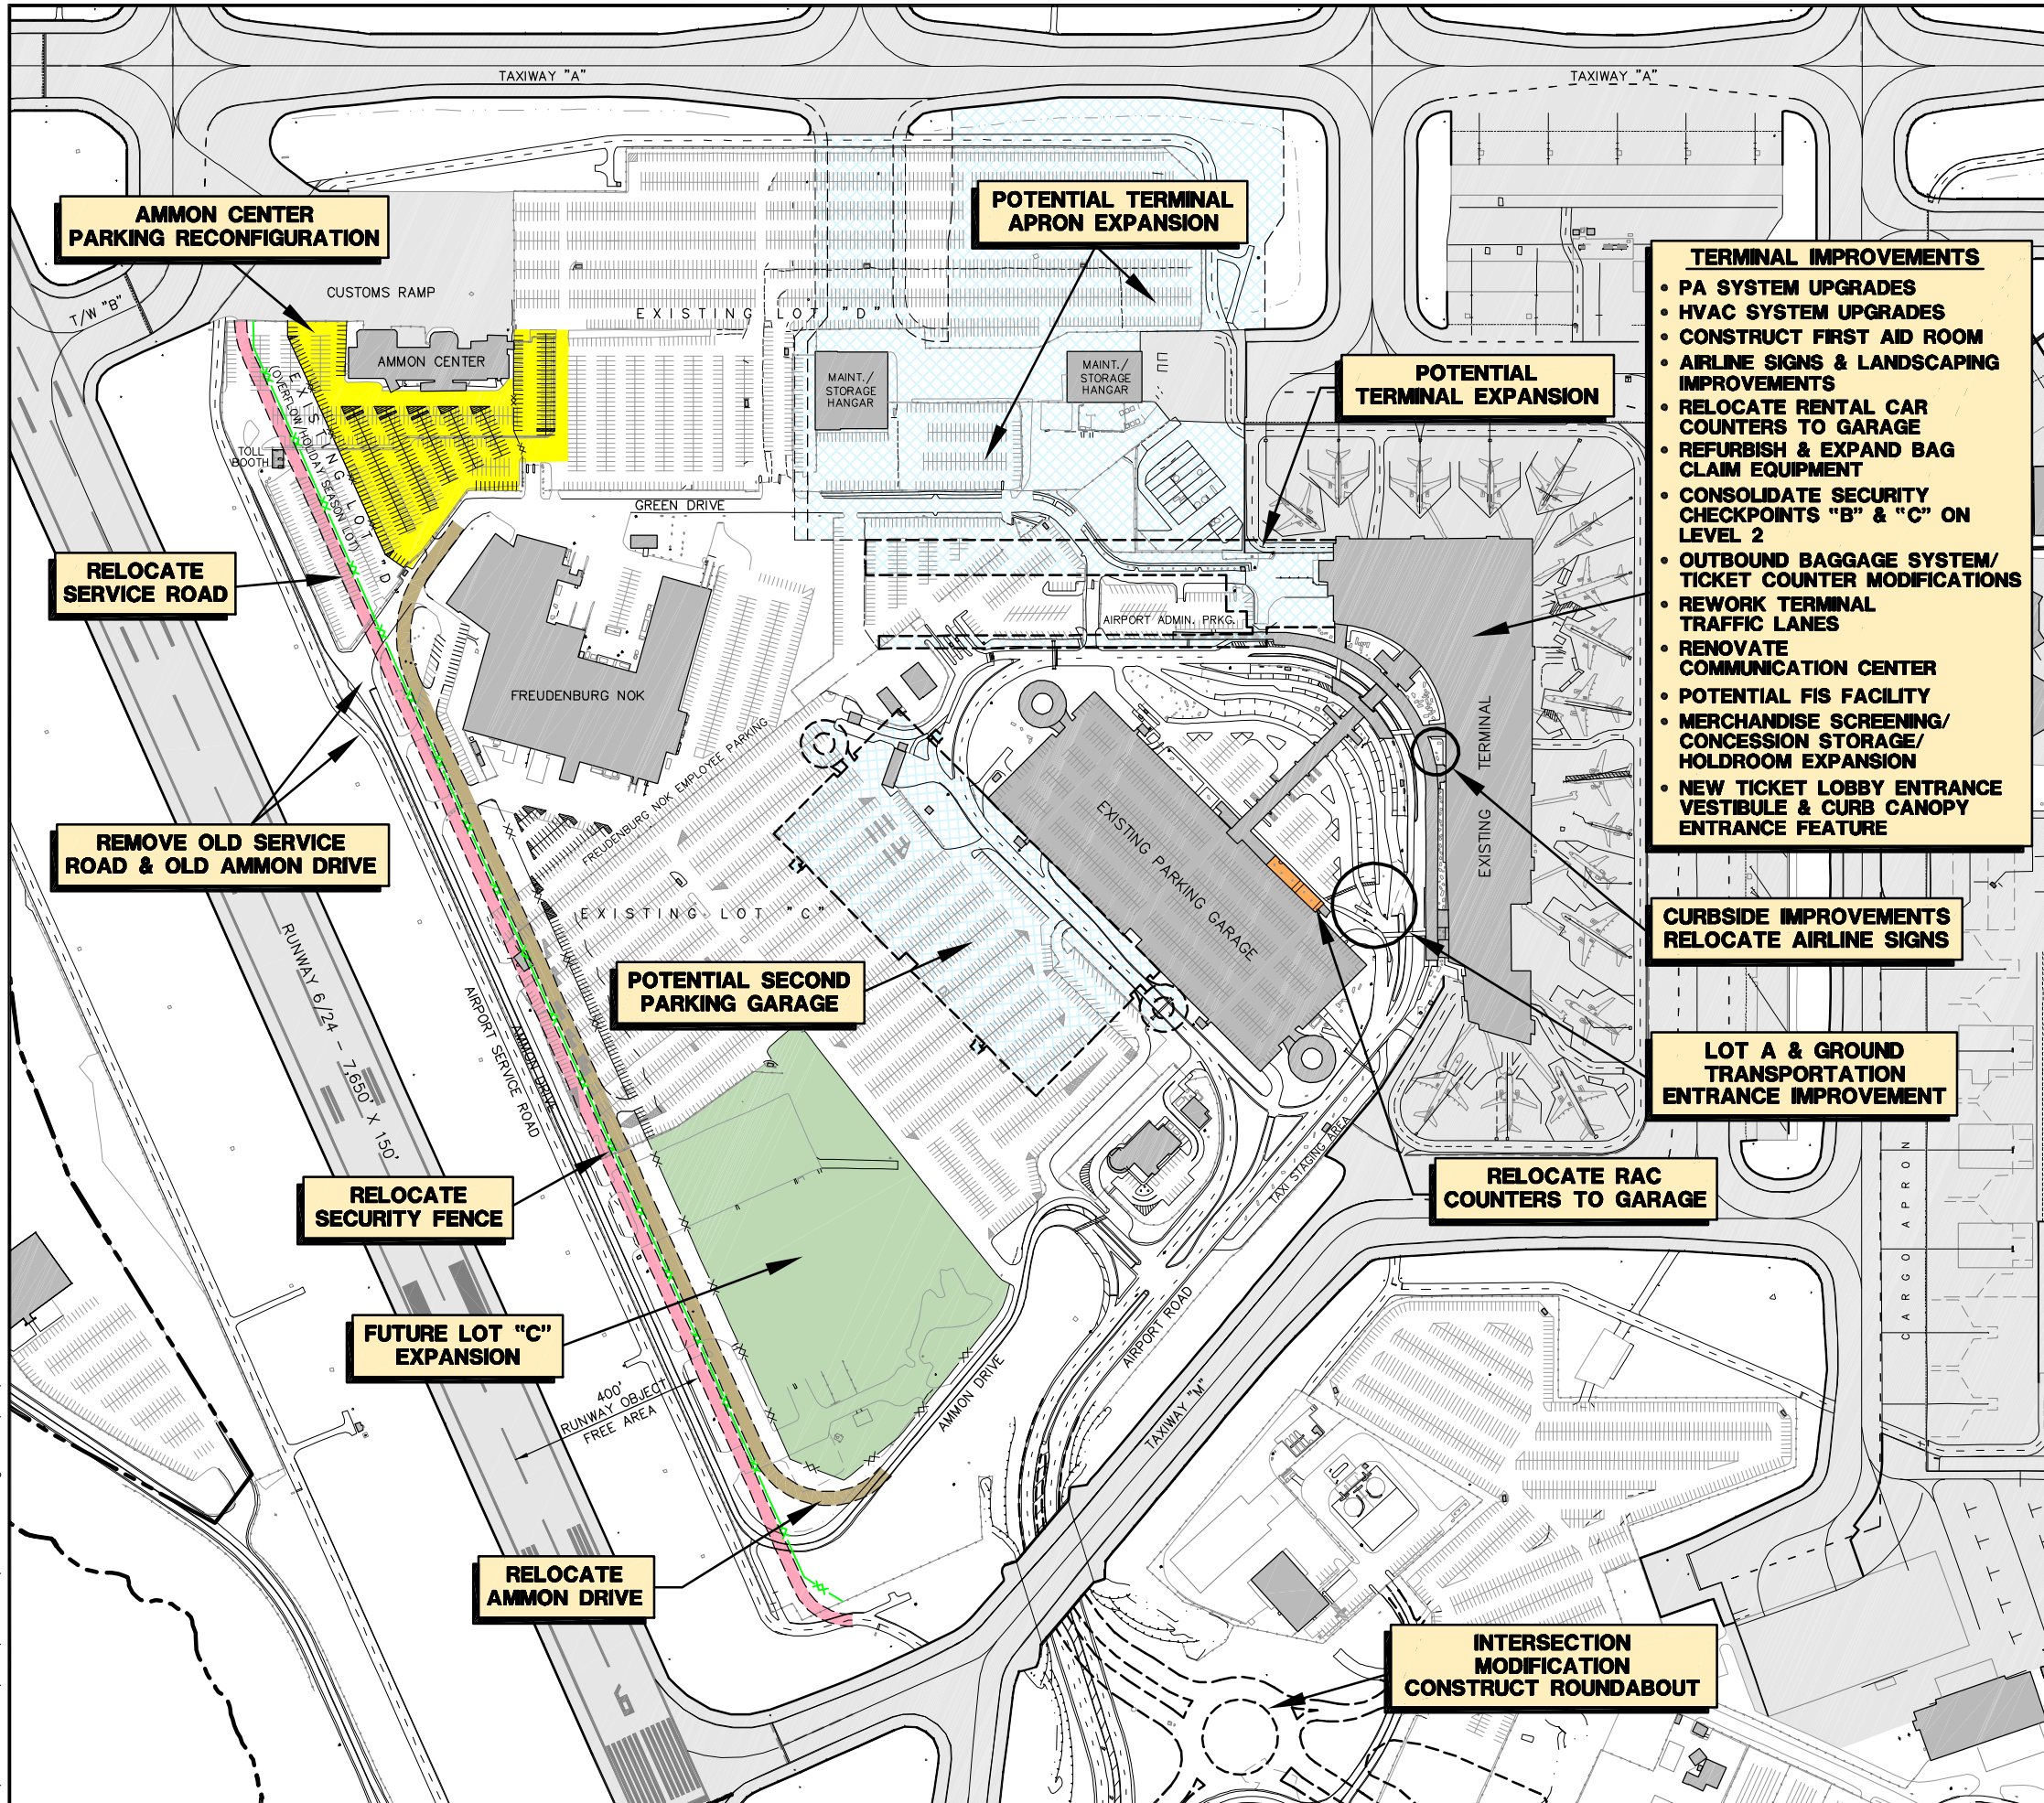 TAXIWAY "A"
TAXIWAY "A"
AMMON CENTER
PARKING RECONFIGURATION
POTENTIAL TERMINAL
APRON EXPANSION
TERMINAL IMPROVEMENTS
• PA SYSTEM UPGRADES
• HVAC SYSTEM UPGRADES
• CONSTRUCT FIRST AID ROOM
• AIRLINE SIGNS & LANDSCAPING
IMPROVEMENTS
• RELOCATE RENTAL CAR
COUNTERS TO GARAGE
• REFURBISH & EXPAND BAG
CLAIM EQUIPMENT
• CONSOLIDATE SECURITY
CHECKPOINTS "B" & "C" ON
LEVEL 2
• OUTBOUND BAGGAGE SYSTEM/
TICKET COUNTER MODIFICATIONS
• REWORK TERMINAL
TRAFFIC LANES
• RENOVATE
COMMUNICATION CENTER
• POTENTIAL FIS FACILITY
• MERCHANDISE SCREENING/
CONCESSION STORAGE/
HOLDROOM EXPANSION
• NEW TICKET LOBBY ENTRANCE
VESTIBULE & CURB CANOPY
ENTRANCE FEATURE
T/W "B"
CUSTOMS RAMP
EXISTING LOT "D"
AMMON CENTER
MAINT./
STORAGE
HANGAR
MAINT./
STORAGE
HANGAR
POTENTIAL
TERMINAL EXPANSION
EXISTING LOT "D"
(OVERFLOW/HOLIDAY SEASON LOT)
TOLL
BOOTH
GREEN DRIVE
RELOCATE
SERVICE ROAD
AIRPORT ADMIN. PRKG.
FREUDENBURG NOK
FREUDENBURG NOK EMPLOYEE PARKING
EXISTING TERMINAL
EXISTING PARKING GARAGE
REMOVE OLD SERVICE
ROAD & OLD AMMON DRIVE
EXISTING LOT "C"
CURBSIDE IMPROVEMENTS
RELOCATE AIRLINE SIGNS
POTENTIAL SECOND
PARKING GARAGE
RUNWAY 6/24 - 7,650' X 150'
AIRPORT SERVICE ROAD
AMMON DRIVE
LOT A & GROUND
TRANSPORTATION
ENTRANCE IMPROVEMENT
TAXI STAGING AREA
RELOCATE RAC
COUNTERS TO GARAGE
RELOCATE
SECURITY FENCE
CARGO APRON
FUTURE LOT "C"
EXPANSION
AIRPORT ROAD
400'
RUNWAY OBJECT
FREE AREA
AMMON DRIVE
TAXIWAY "M"
RELOCATE
AMMON DRIVE
INTERSECTION
MODIFICATION
CONSTRUCT ROUNDABOUT
6